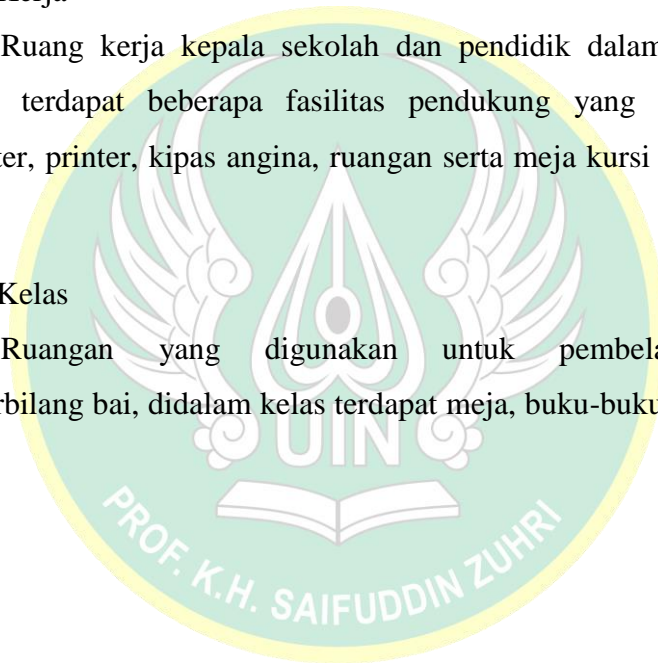 Ruang kerja kepala sekolah dan pendidik dalam
terdapat beberapa fasilitas pendukung yang
ter, printer, kipas angina, ruangan serta meja kursi
Kelas
Ruangan yang digunakan untuk pembela
rbilang bai, didalam kelas terdapat meja, buku-buku
UIN
PROF. K.H. SAIFUDDIN ZUHRI